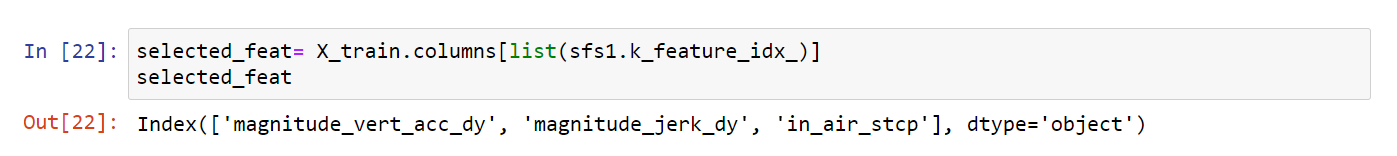 In [22]: selected_feat= X_train.columns[list(sfs1.k_feature_idx_)]
selected_feat
Out[22]: Index(['magnitude_vert_acc_dy', 'magnitude_jerk_dy', 'in_air_stcp'], dtype='object')